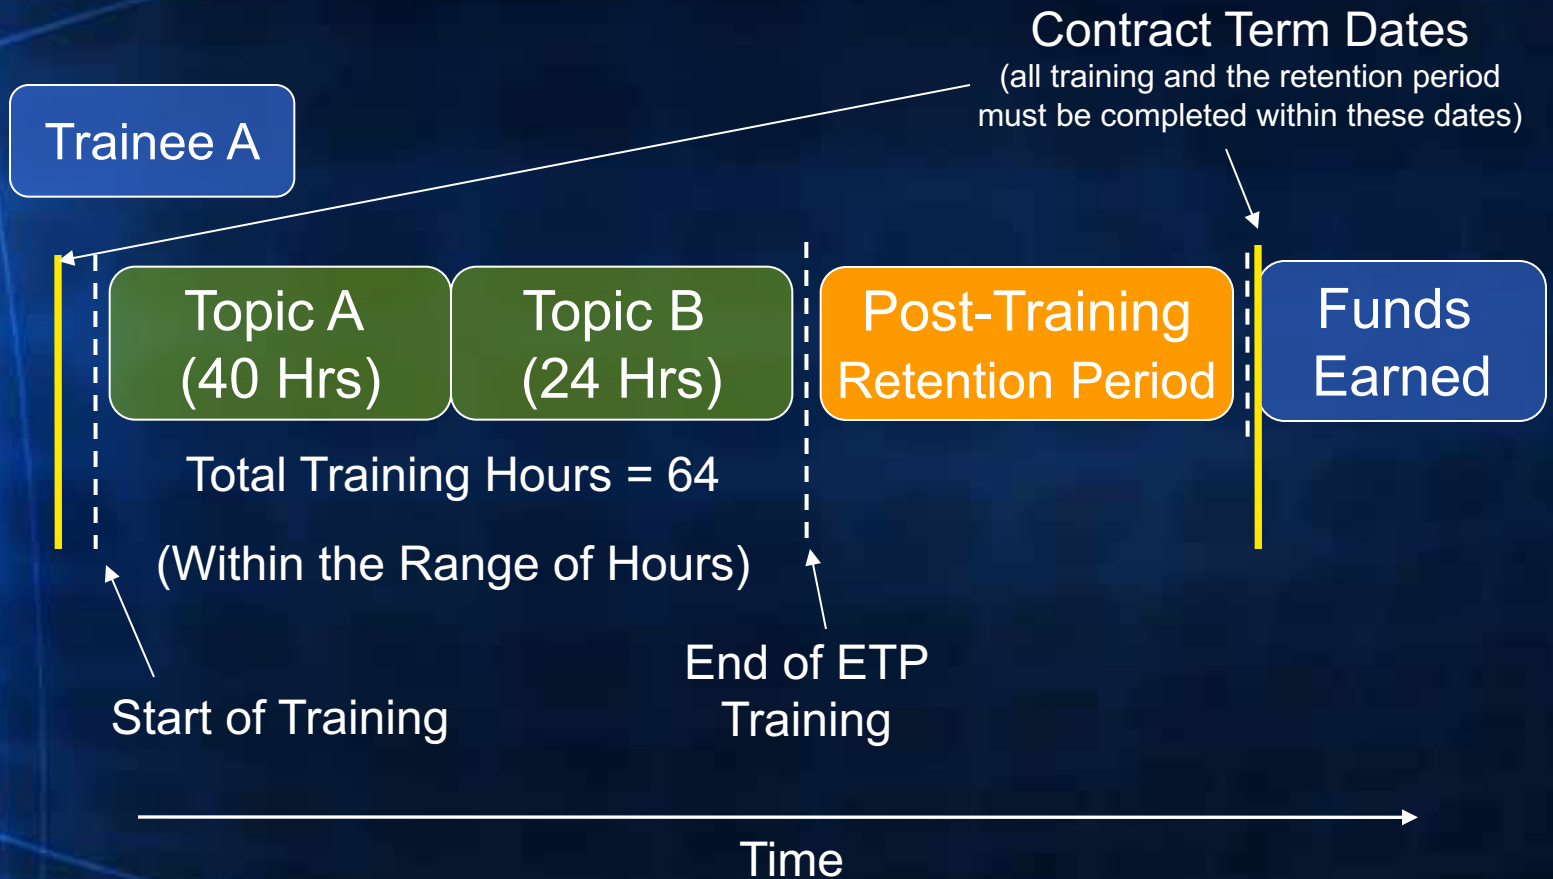 Contract Term Dates
(all training and the retention period
must be completed within these dates)
Trainee A
Topic A
(40 Hrs)
Topic B
(24 Hrs)
Post-Training
Retention Period
Funds
Earned
Total Training Hours = 64
(Within the Range of Hours)
Start of Training
End of ETP
Training
Time